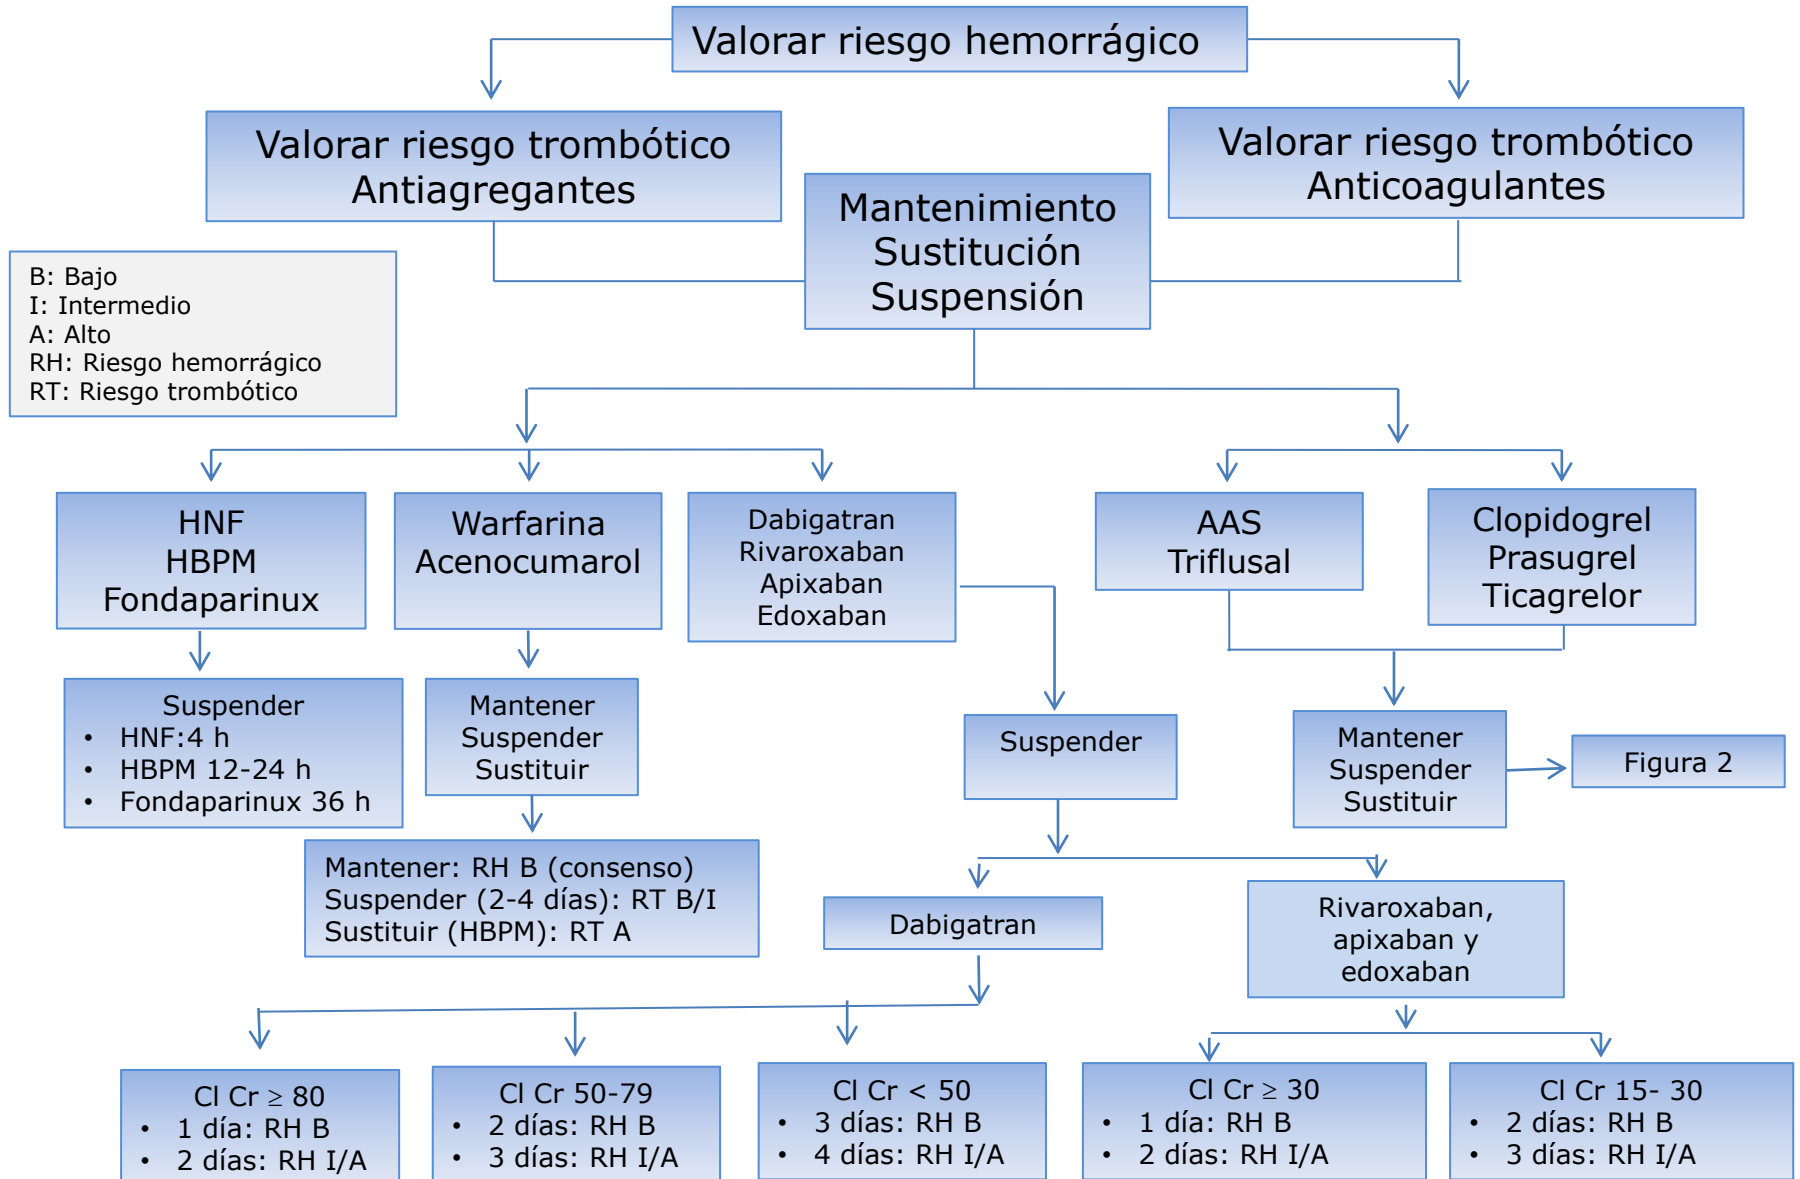 Valorar riesgo hemorrágico
Valorar riesgo trombótico
Antiagregantes
Valorar riesgo trombótico
Anticoagulantes
Mantenimiento
Sustitución
Suspensión
B: Bajo
I: Intermedio
A: Alto
RH: Riesgo hemorrágico
RT: Riesgo trombótico
HNF
HBPM
Fondaparinux
Warfarina
Acenocumarol
Dabigatran
Rivaroxaban
Apixaban
Edoxaban
AAS
Triflusal
Clopidogrel
Prasugrel
Ticagrelor
Suspender
• HNF:4 h
• HBPM 12-24 h
• Fondaparinux 36 h
Mantener
Suspender
Sustituir
Suspender
Mantener
Suspender
Sustituir
Figura 2
Mantener: RH B (consenso)
Suspender (2-4 días): RT B/I
Sustituir (HBPM): RT A
Dabigatran
Rivaroxaban,
apixaban y
edoxaban
Cl Cr ≥ 80
• 1 día: RH B
• 2 días: RH I/A
Cl Cr 50-79
• 2 días: RH B
• 3 días: RH I/A
Cl Cr < 50
• 3 días: RH B
• 4 días: RH I/A
Cl Cr ≥ 30
• 1 día: RH B
• 2 días: RH I/A
Cl Cr 15- 30
• 2 días: RH B
• 3 días: RH I/A